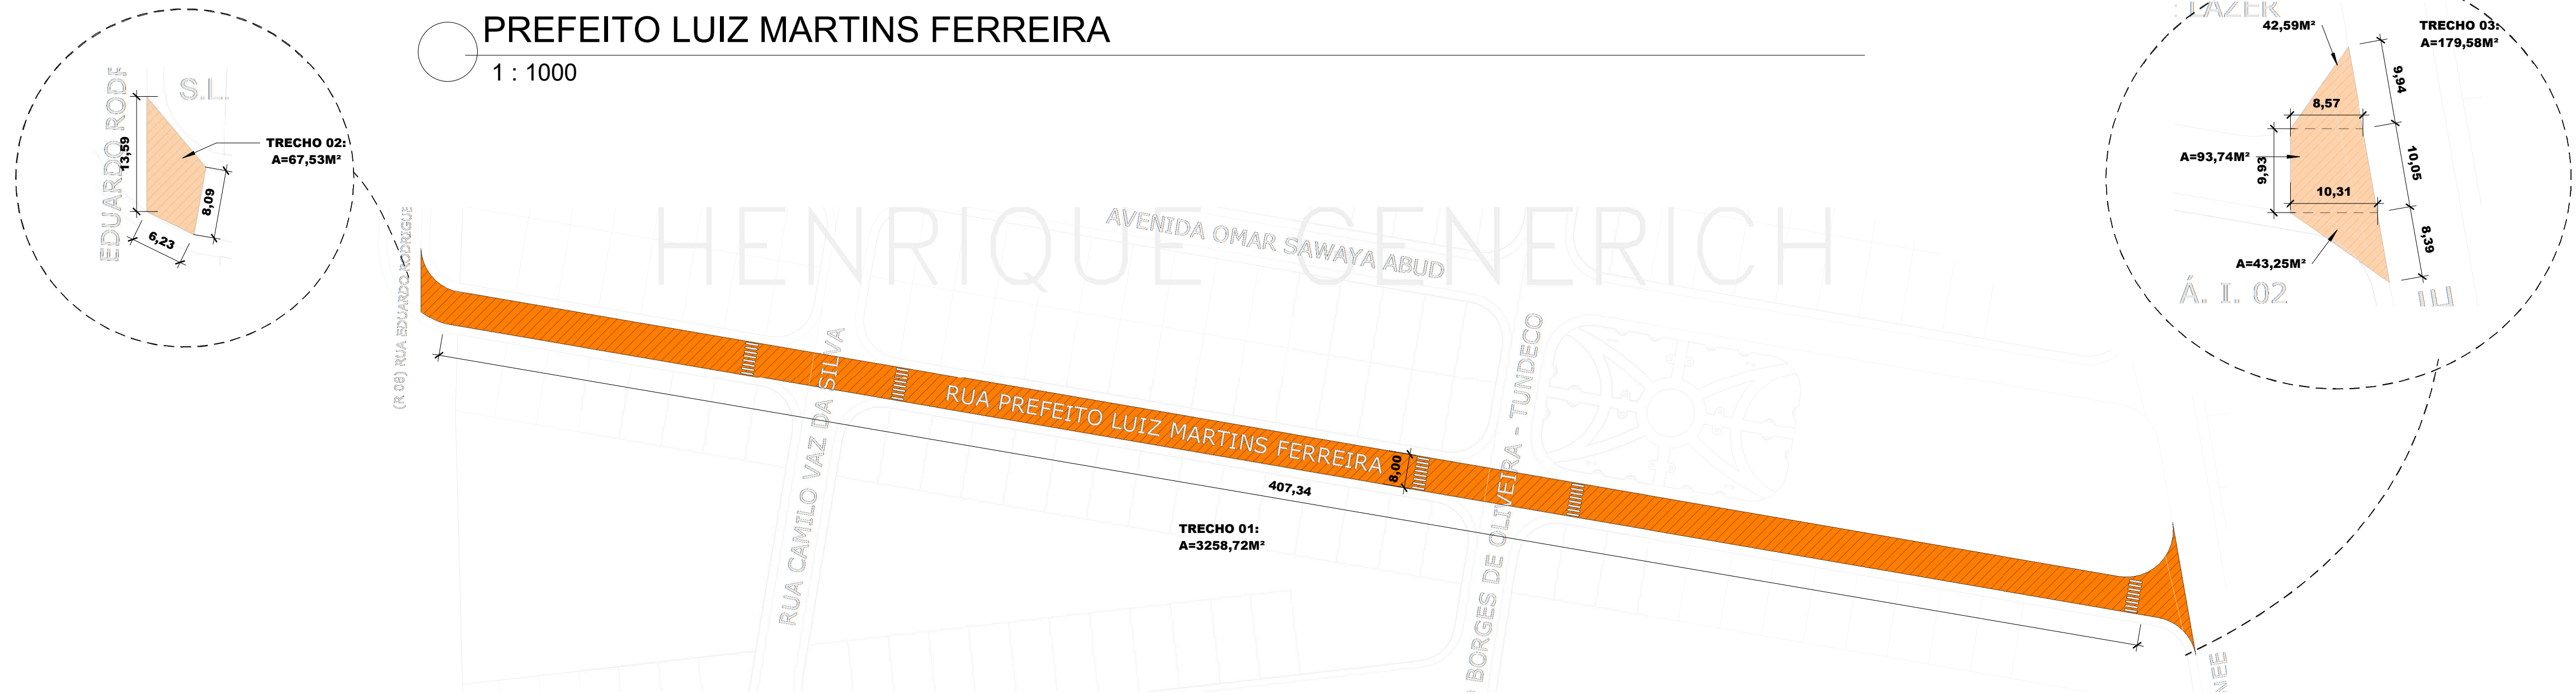 PREFEITO LUIZ MARTINS FERREIRA
1 : 1000
EDUARDO
S.L.
13,59
TRECHO 02:
A=67,53M²
8,09
6,23
LAZER
42,59M²
TRECHO 03:
A=179,58M²
9,94
8,57
A=93,74M²
9,93
10,05
10,31
8,39
A=43,25M²
Á. I. 02
HENRIQUE GENERICH
AVENIDA OMAR SAWAYA ABUD
(R 08) RUA EDUARDO RODRIGUE
RUA CAMILO VAZ DA SILVA
RUA PREFEITO LUIZ MARTINS FERREIRA
8,00
407,34
TRECHO 01:
A=3258,72M²
BORGES DE OLIVEIRA - TUNDECO